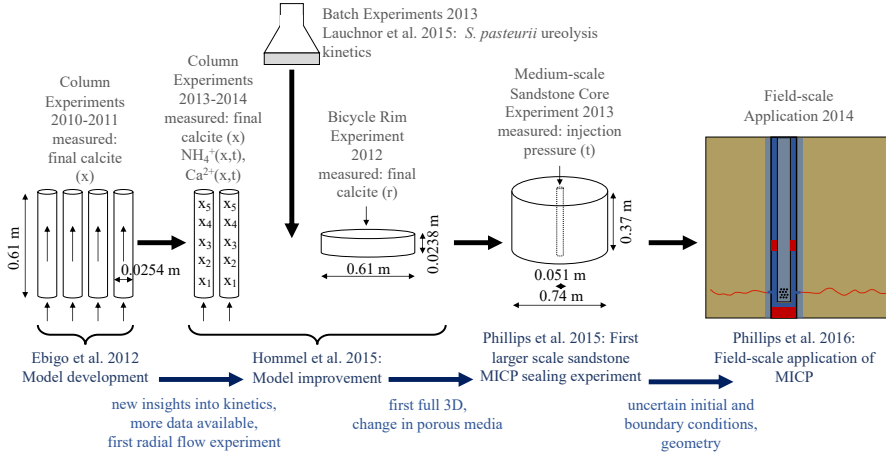 Batch Experiments 2013
Lauchnor et al. 2015: S. pasteurii ureolysis
kinetics
Column
Experiments
2010-2011
measured:
final calcite
(x)
Column
Experiments
2013-2014
measured: final
calcite (x)
NH₄⁺(x,t),
Ca²⁺(x,t)
Bicycle Rim
Experiment
2012
measured: final
calcite (r)
Medium-scale
Sandstone Core
Experiment 2013
measured: injection
pressure (t)
Field-scale
Application 2014
0.61 m
0.0254 m
x₅ x₅
x₄ x₄
x₃ x₃
x₂ x₂
x₁ x₁
0.0238 m
0.61 m
0.37 m
0.051 m
0.74 m
Ebigo et al. 2012
Model development
Hommel et al. 2015:
Model improvement
Phillips et al. 2015: First
larger scale sandstone
MICP sealing experiment
Phillips et al. 2016:
Field-scale application of
MICP
new insights into kinetics,
more data available,
first radial flow experiment
first full 3D,
change in porous media
uncertain initial and
boundary conditions,
geometry